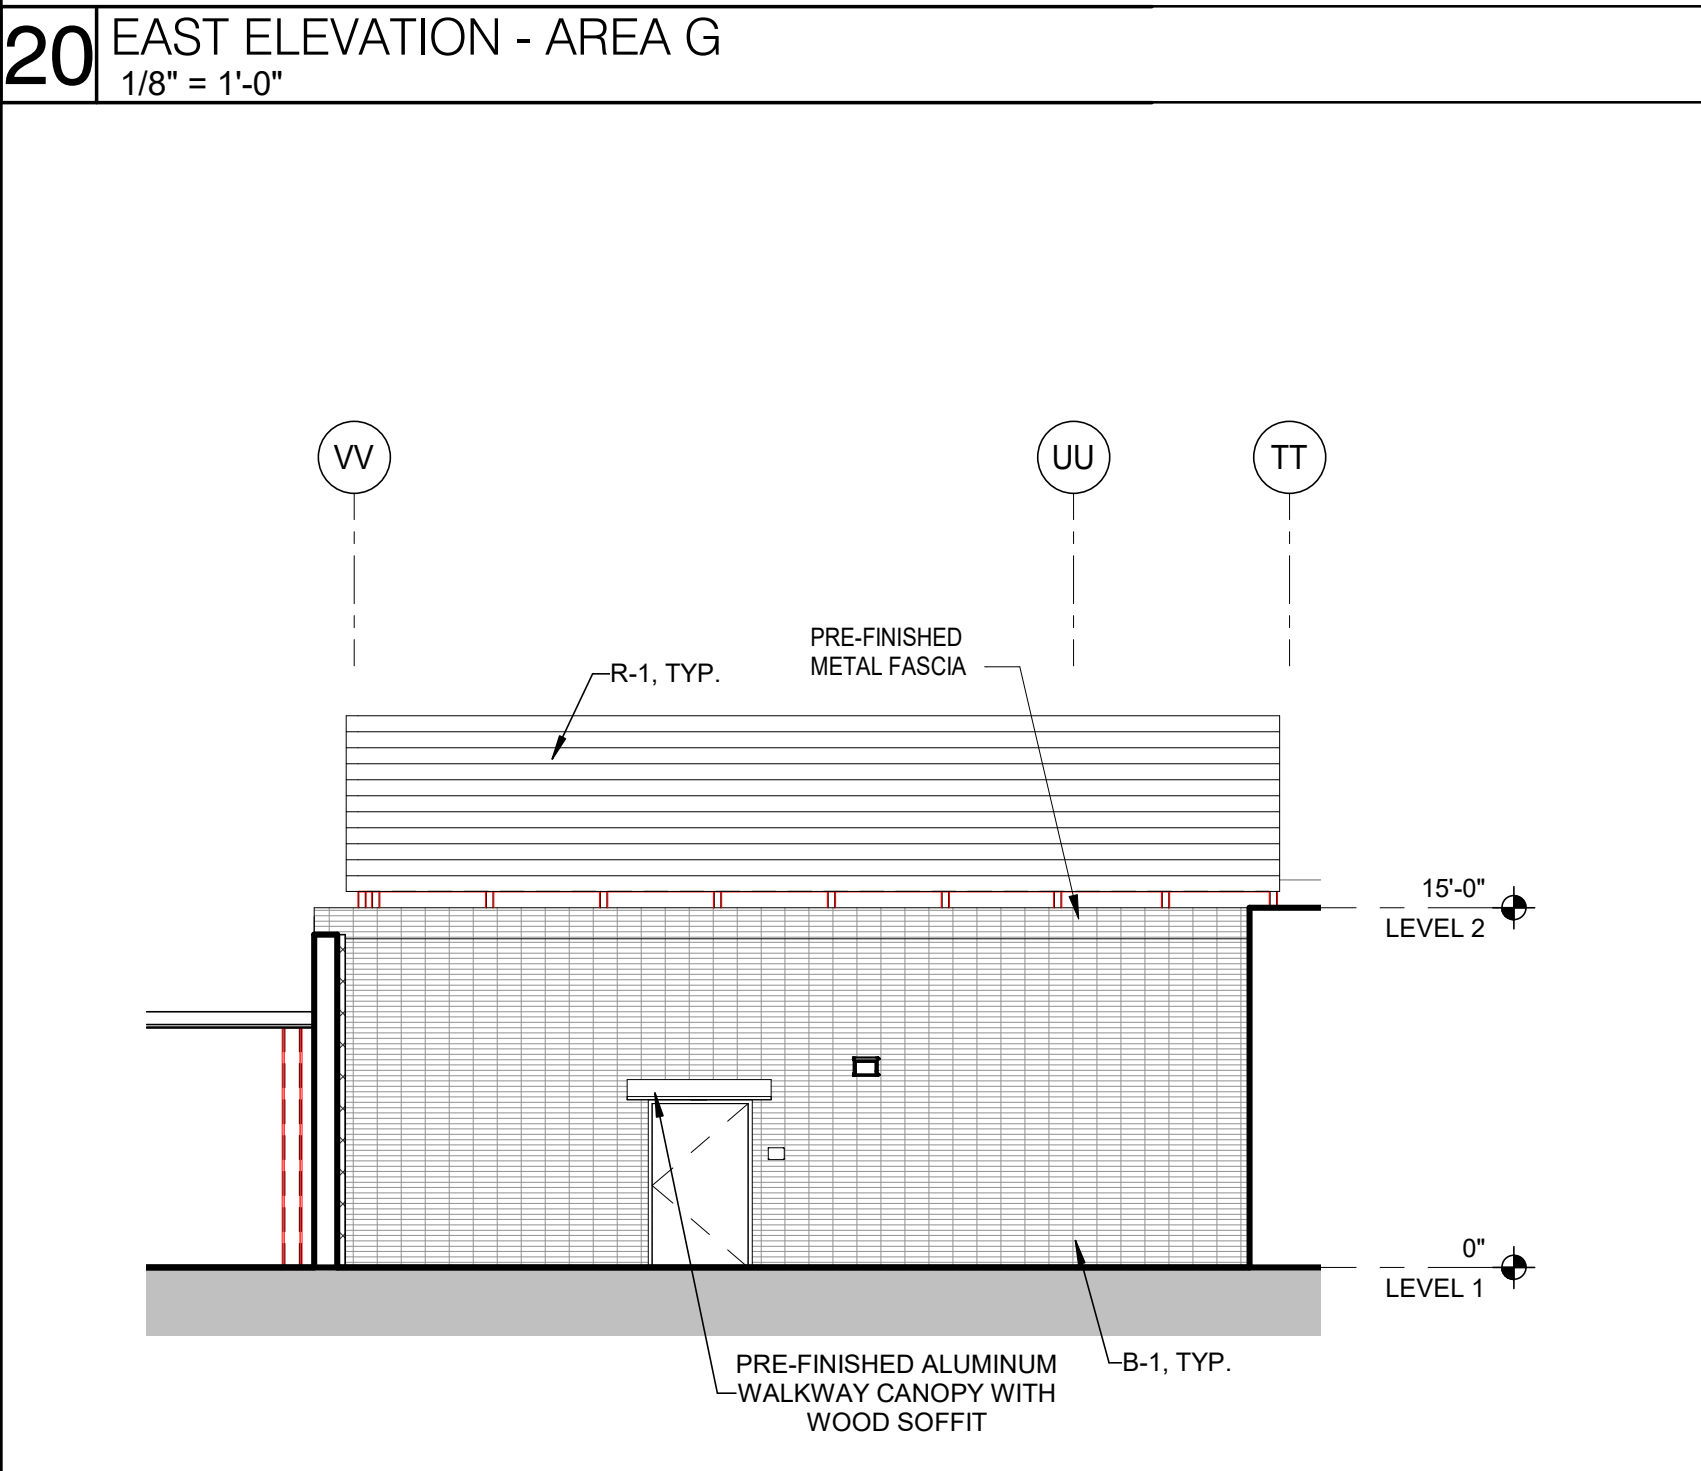 20
EAST ELEVATION - AREA G
1/8" = 1'-0"
VV
UU
TT
PRE-FINISHED
METAL FASCIA
R-1, TYP.
15'-0"
LEVEL 2
0"
LEVEL 1
PRE-FINISHED ALUMINUM
WALKWAY CANOPY WITH
WOOD SOFFIT
B-1, TYP.